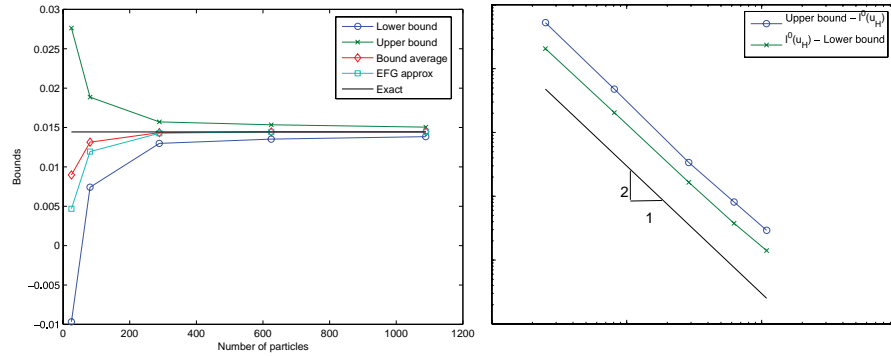 0.03
0.025
0.02
0.015
0.01
0.005
0
−0.005
−0.01
Bounds
0 200 400 600 800 1000 1200
Number of particles
Lower bound
Upper bound
Bound average
EFG approx
Exact
Upper bound − I⁰(u_H)
I⁰(u_H) − Lower bound
2
1